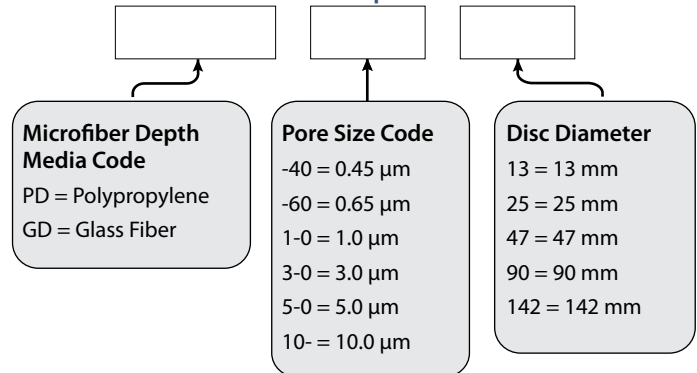 Microfiber Depth
Media Code
PD = Polypropylene
GD = Glass Fiber
Pore Size Code
-40 = 0.45 µm
-60 = 0.65 µm
1-0 = 1.0 µm
3-0 = 3.0 µm
5-0 = 5.0 µm
10- = 10.0 µm
Disc Diameter
13 = 13 mm
25 = 25 mm
47 = 47 mm
90 = 90 mm
142 = 142 mm